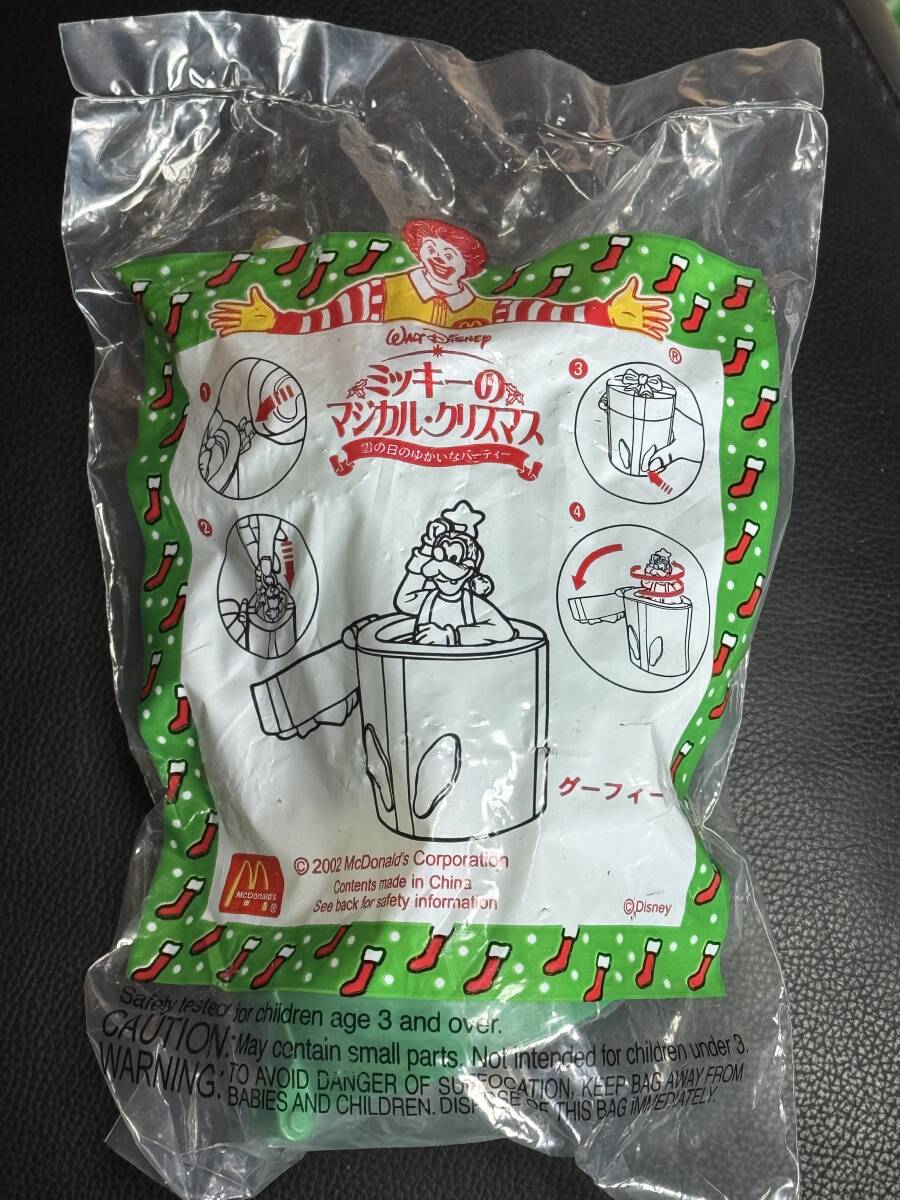 WALT DISNEY
®
ミッキーの
マジカル・クリスマス
雪の日のゆかいなパーティー
1
2
3
4
グーフィー
© 2002 McDonald's Corporation
Contents made in China
See back for safety information
McDonald's
®
©Disney
Safety tested for children age 3 and over.
CAUTION: May contain small parts. Not intended for children under 3.
WARNING: TO AVOID DANGER OF SUFFOCATION, KEEP BAG AWAY FROM
BABIES AND CHILDREN. DISPOSE OF THIS BAG IMMEDIATELY.